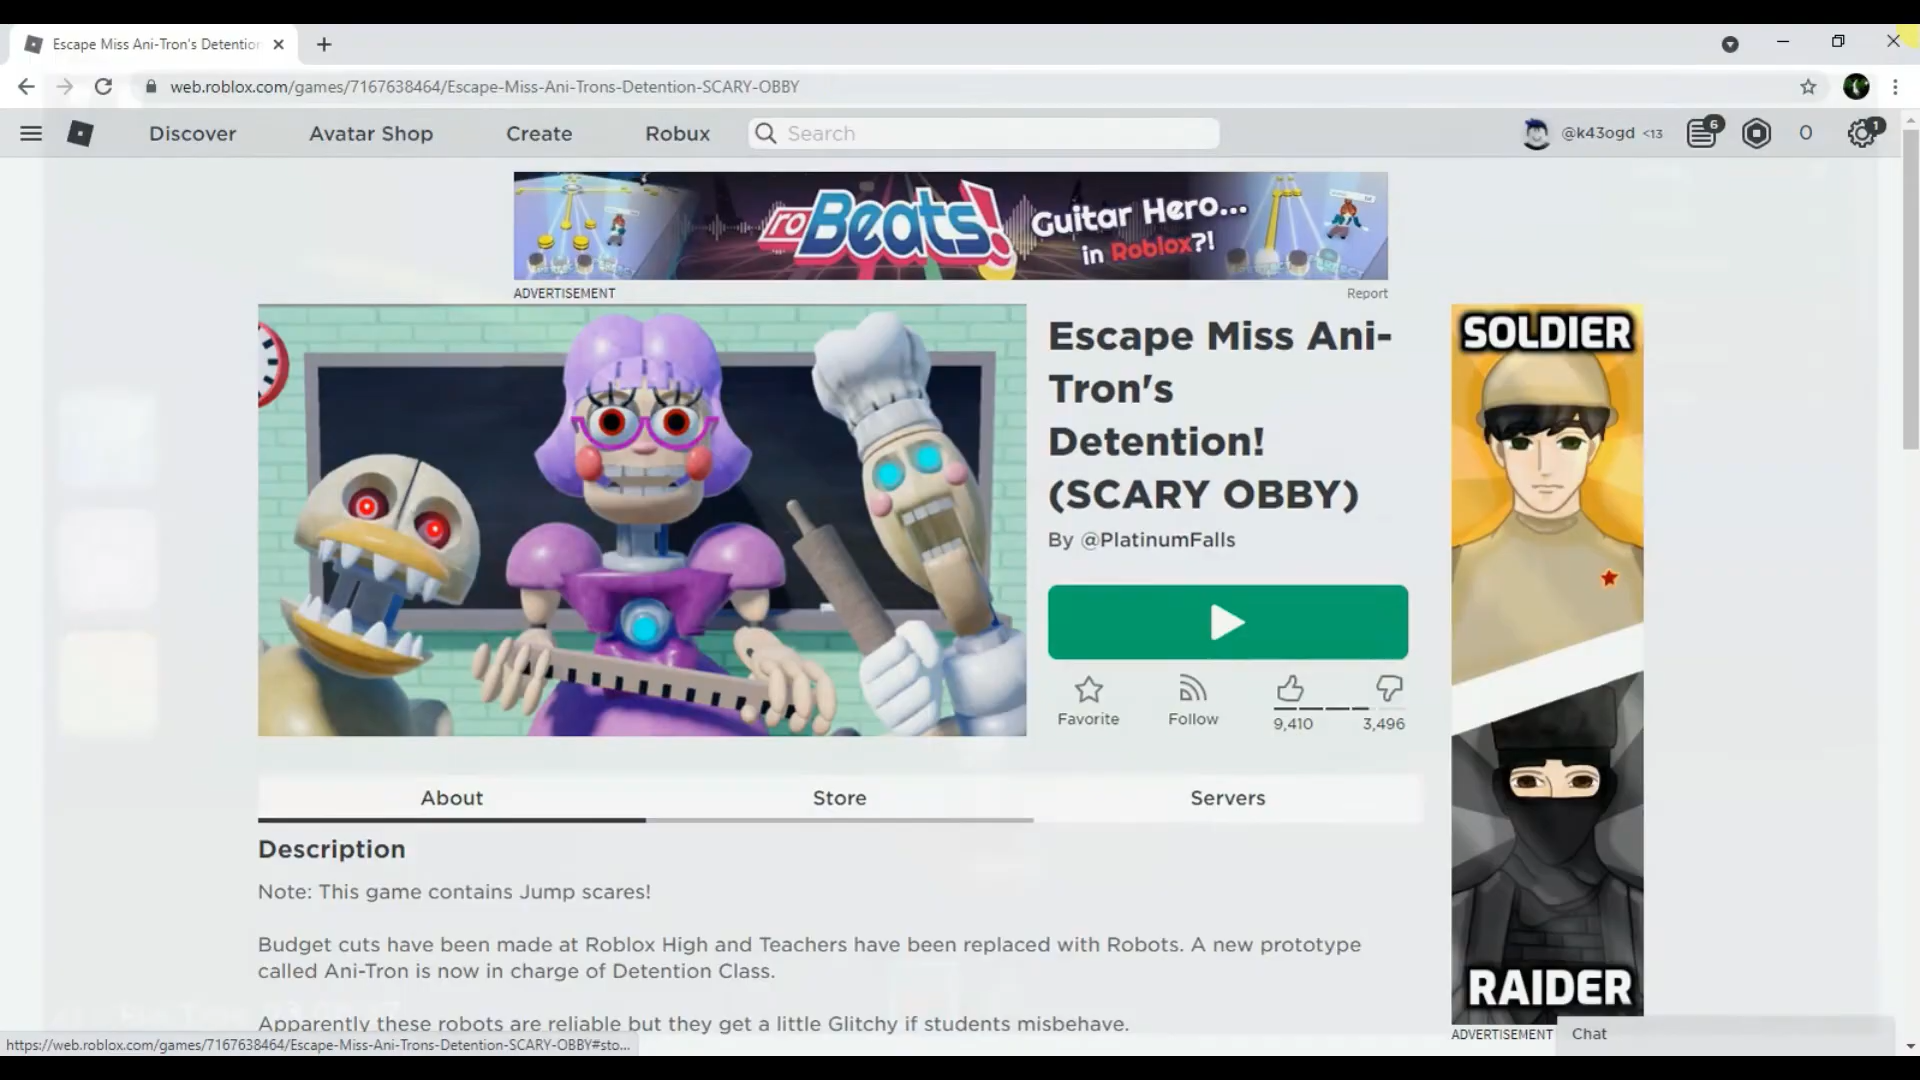 Escape Miss Ani-Tron's Detention
web.roblox.com/games/7167638464/Escape-Miss-Ani-Trons-Detention-SCARY-OBBY
Discover Avatar Shop Create Robux Search @k43ogd <13 6 0 1
roBeats! Guitar Hero...
in Roblox?!
ADVERTISEMENT Report
Escape Miss Ani-
Tron's
Detention!
(SCARY OBBY)
By @PlatinumFalls
Favorite Follow 9,410 3,496
SOLDIER
RAIDER
ADVERTISEMENT
About Store Servers
Description
Note: This game contains Jump scares!
Budget cuts have been made at Roblox High and Teachers have been replaced with Robots. A new prototype
called Ani-Tron is now in charge of Detention Class.
Apparently these robots are reliable but they get a little Glitchy if students misbehave.
Chat
https://web.roblox.com/games/7167638464/Escape-Miss-Ani-Trons-Detention-SCARY-OBBY#sto...